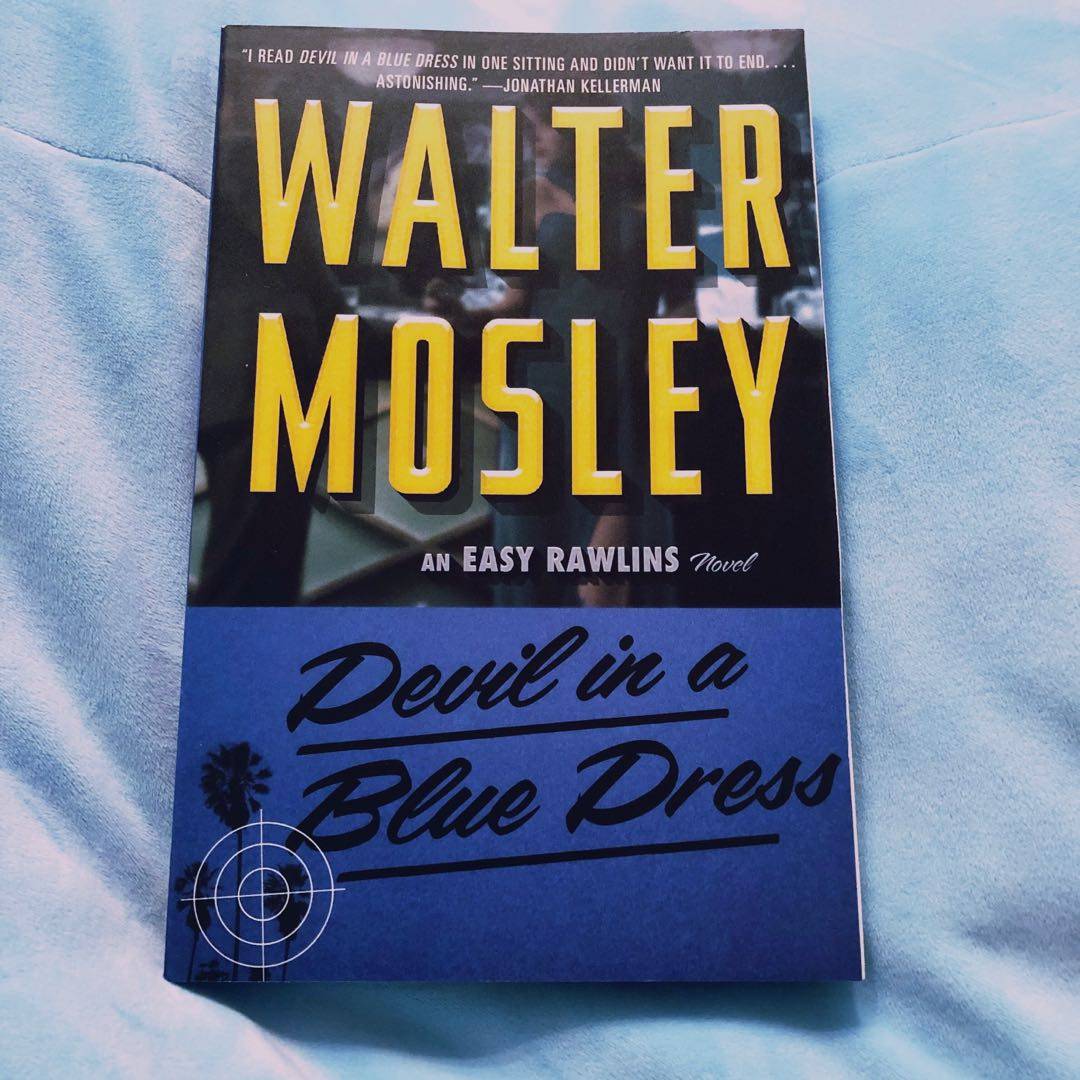 “I READ DEVIL IN A BLUE DRESS IN ONE SITTING AND DIDN’T WANT IT TO END....
ASTONISHING.” —JONATHAN KELLERMAN
WALTER
MOSLEY
AN EASY RAWLINS Novel
Devil in a
Blue Dress